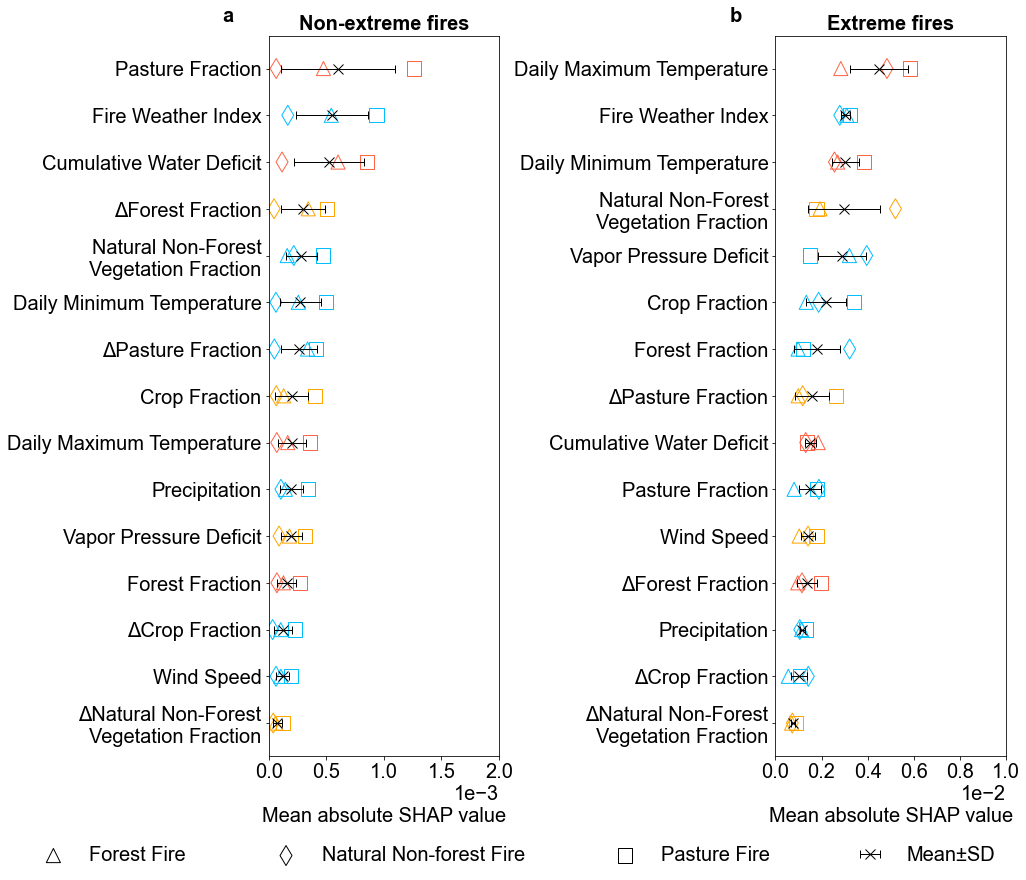 a
Non-extreme fires
Pasture Fraction
Fire Weather Index
Cumulative Water Deficit
ΔForest Fraction
Natural Non-Forest
Vegetation Fraction
Daily Minimum Temperature
ΔPasture Fraction
Crop Fraction
Daily Maximum Temperature
Precipitation
Vapor Pressure Deficit
Forest Fraction
ΔCrop Fraction
Wind Speed
ΔNatural Non-Forest
Vegetation Fraction
0.0 0.5 1.0 1.5 2.0
1e−3
Mean absolute SHAP value
b
Extreme fires
Daily Maximum Temperature
Fire Weather Index
Daily Minimum Temperature
Natural Non-Forest
Vegetation Fraction
Vapor Pressure Deficit
Crop Fraction
Forest Fraction
ΔPasture Fraction
Cumulative Water Deficit
Pasture Fraction
Wind Speed
ΔForest Fraction
Precipitation
ΔCrop Fraction
ΔNatural Non-Forest
Vegetation Fraction
0.0 0.2 0.4 0.6 0.8 1.0
1e−2
Mean absolute SHAP value
Forest Fire Natural Non-forest Fire Pasture Fire Mean±SD